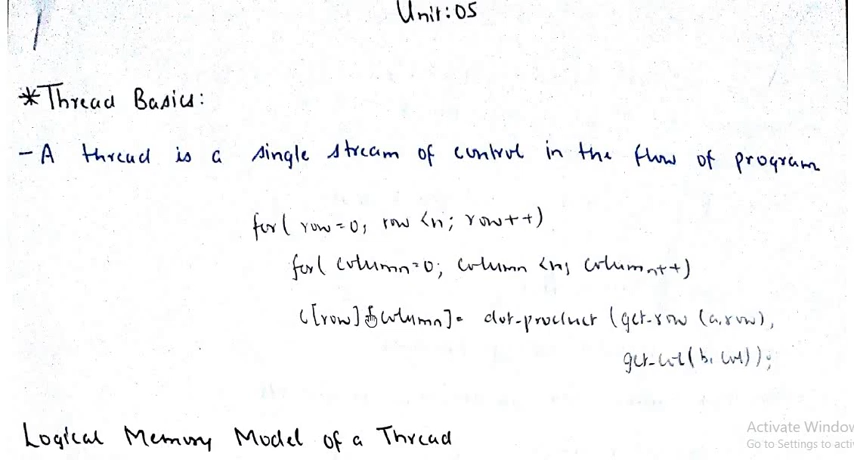 Unit:05
*Thread Basics:
- A thread is a single stream of control in the flow of program
for( row=0; row <n; row++)
for( column=0; column <n; column++)
c[row][column]= dot-product (get-row (a,row),
get-col(b, col));
Logical Memory Model of a Thread
Activate Window
Go to Settings to acti